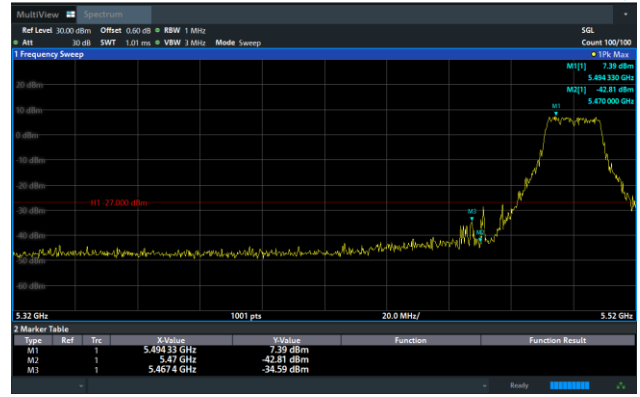 MultiView Spectrum
Ref Level 30.00 dBm Offset 0.60 dB RBW 1 MHz SGL
Att 30 dB SWT 1.01 ms VBW 3 MHz Mode Sweep Count 100/100
1 Frequency Sweep 1Pk Max
M1[1] 7.39 dBm
5.494 330 GHz
M2[1] -42.81 dBm
5.470 000 GHz
20 dBm
M1
10 dBm
0 dBm
-10 dBm
-20 dBm
H1 27.000 dBm
-30 dBm
M3
-40 dBm
M2
-50 dBm
-60 dBm
5.32 GHz 1001 pts 20.0 MHz/ 5.52 GHz
2 Marker Table
Type Ref Trc X-Value Y-Value Function Function Result
M1 1 5.494 33 GHz 7.39 dBm
M2 1 5.47 GHz -42.81 dBm
M3 1 5.467 4 GHz -34.59 dBm
Ready